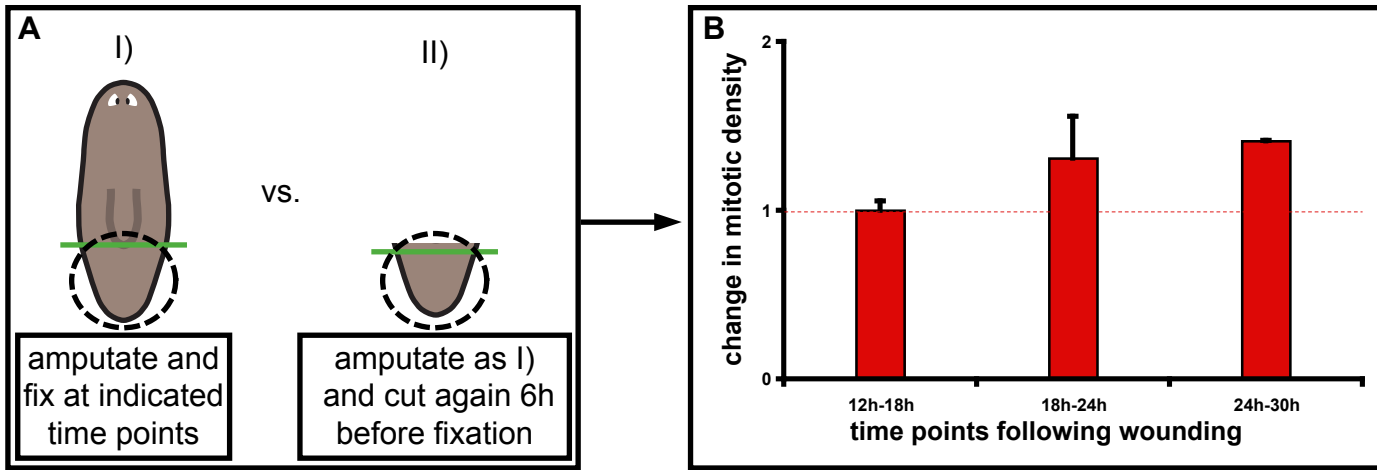 A
I)
II)
vs.
amputate and
fix at indicated
time points
amputate as I)
and cut again 6h
before fixation
B
change in mitotic density
2
1
0
12h-18h
18h-24h
24h-30h
time points following wounding